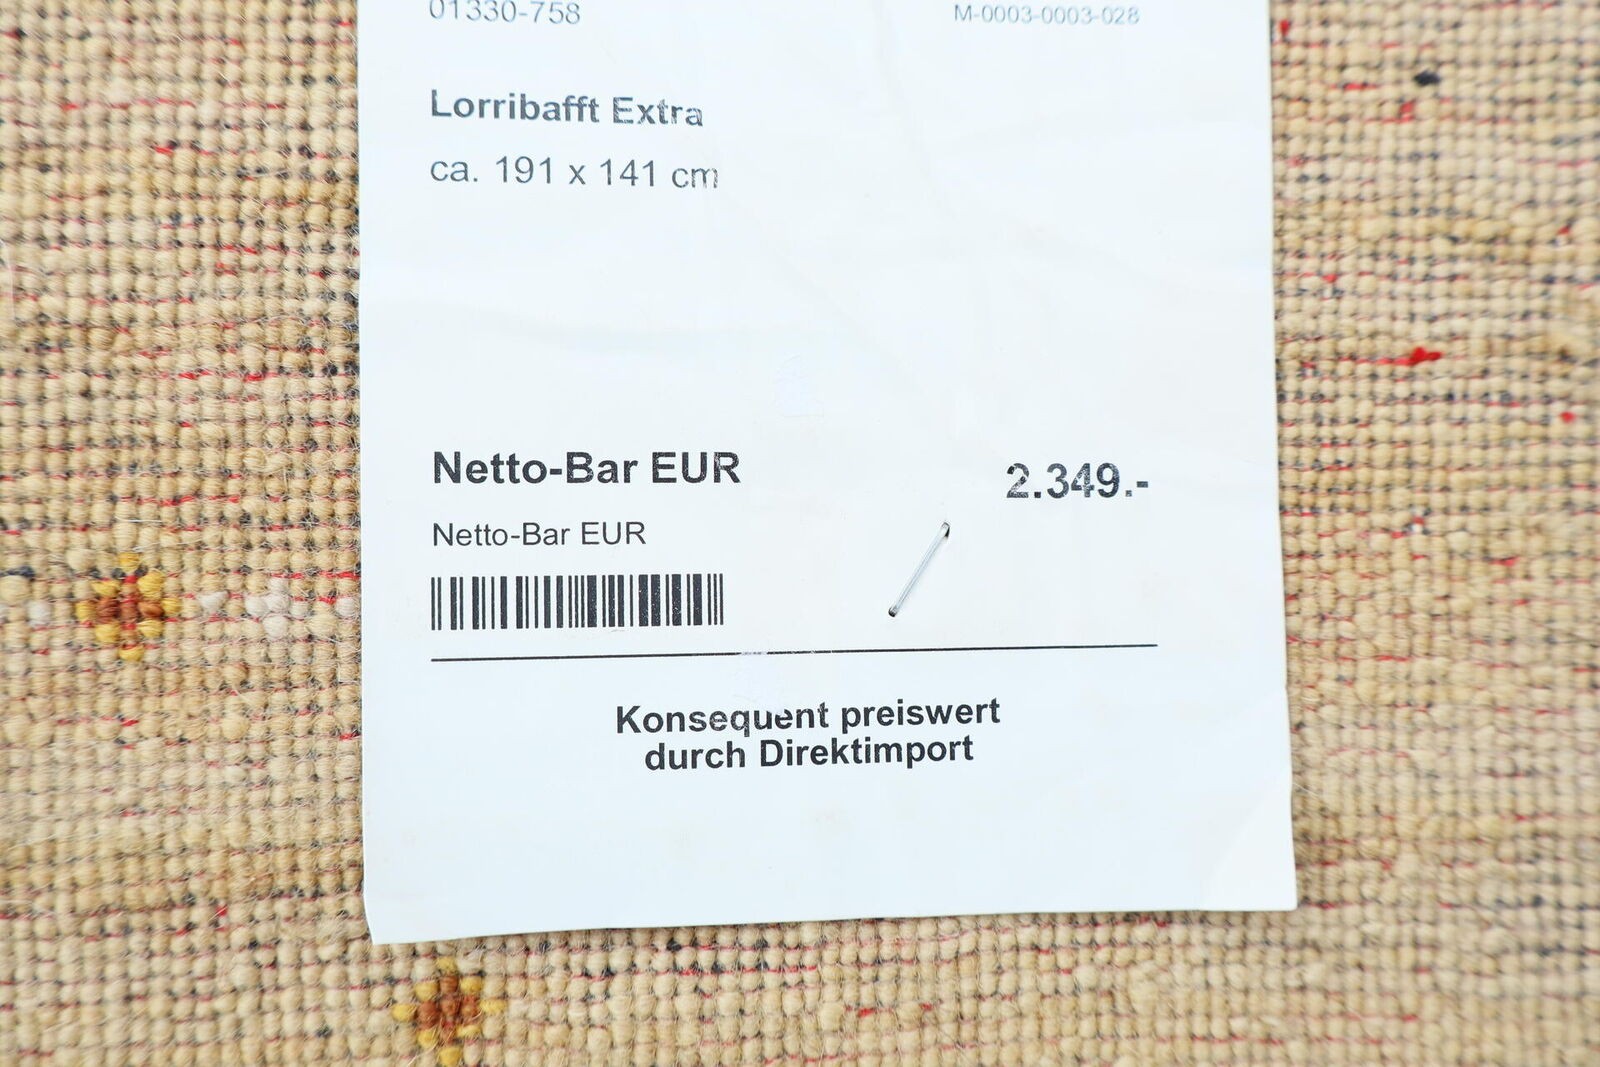 01330-758 M-0003-0003-028
Lorribafft Extra
ca. 191 x 141 cm
Netto-Bar EUR 2.349.-
Netto-Bar EUR
Konsequent preiswert
durch Direktimport